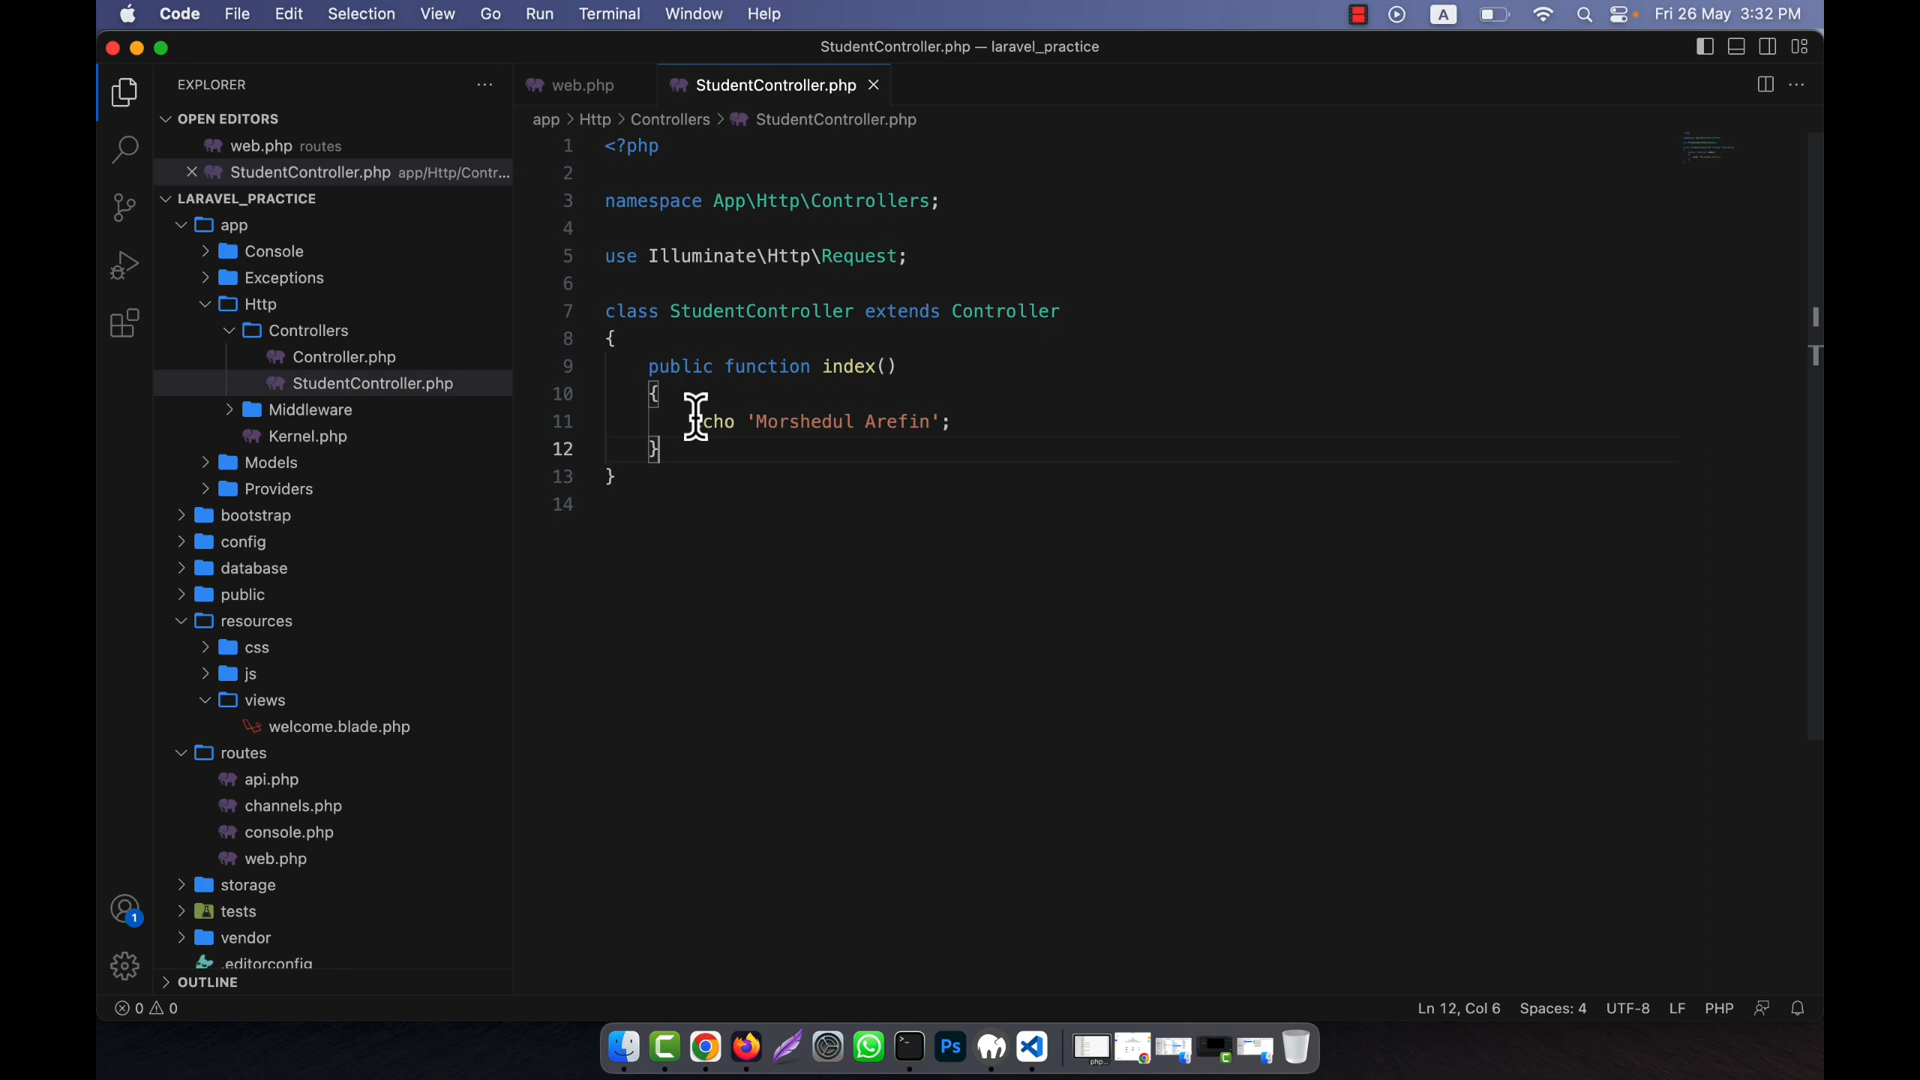 Code File Edit Selection View Go Run Terminal Window Help A Fri 26 May 3:32 PM
StudentController.php — laravel_practice
EXPLORER
OPEN EDITORS
web.php routes
StudentController.php app/Http/Contr...
LARAVEL_PRACTICE
app
Console
Exceptions
Http
Controllers
Controller.php
StudentController.php
Middleware
Kernel.php
Models
Providers
bootstrap
config
database
public
resources
css
js
views
welcome.blade.php
routes
api.php
channels.php
console.php
web.php
storage
tests
vendor
.editorconfig
OUTLINE
1
web.php StudentController.php
app > Http > Controllers > StudentController.php
1 <?php
2
3 namespace App\Http\Controllers;
4
5 use Illuminate\Http\Request;
6
7 class StudentController extends Controller
8 {
9 public function index()
10 {
11 echo 'Morshedul Arefin';
12 }
13 }
14
0 0 Ln 12, Col 6 Spaces: 4 UTF-8 LF PHP
Ps
php...